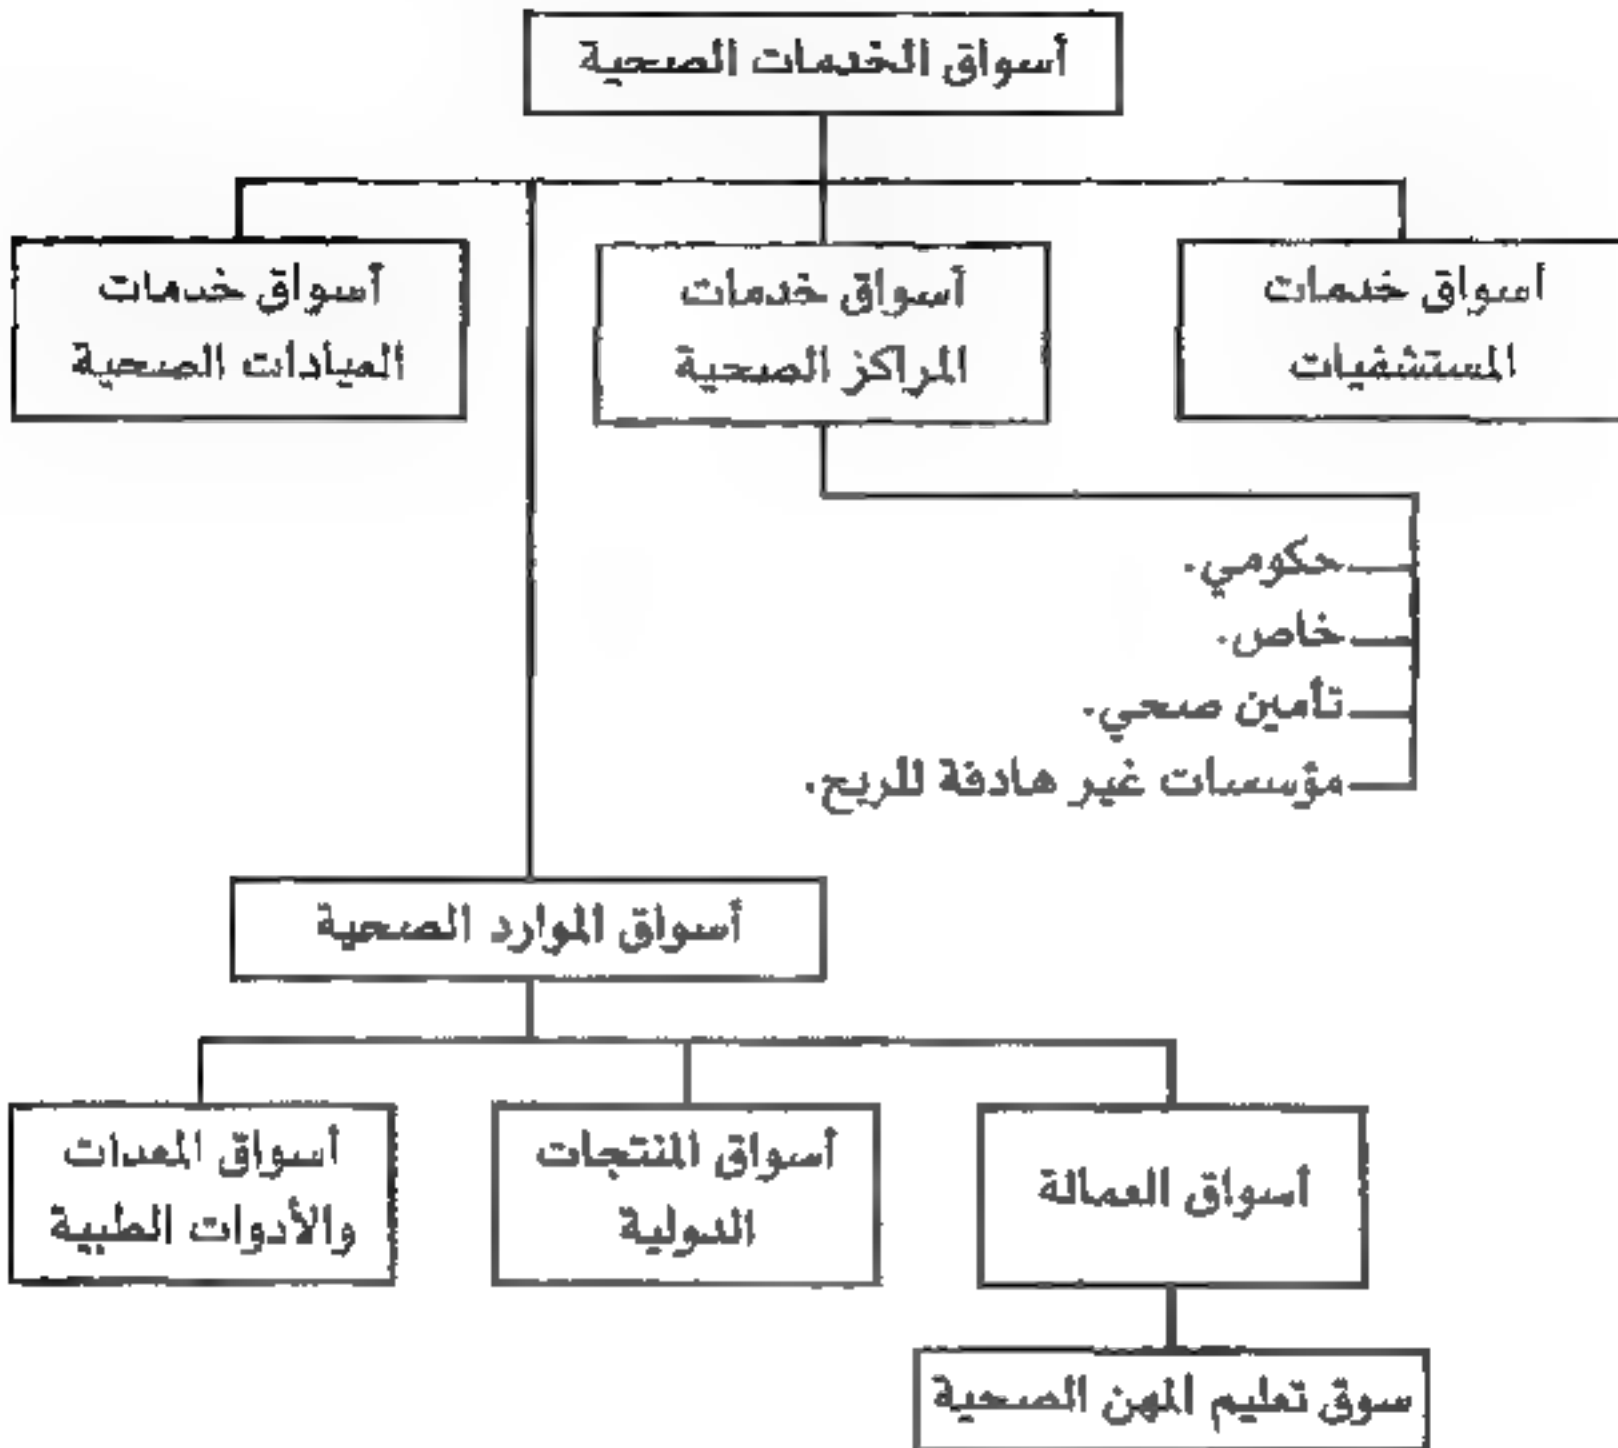 أسواق الخدمات الصحية
أسواق خدمات
المستشفيات
أسواق خدمات
المراكز الصحية
أسواق خدمات
العيادات الصحية
حكومي.
خاص.
تأمين صحي.
مؤسسات غير هادفة للربح.
أسواق الموارد الصحية
أسواق العمالة
أسواق المنتجات
الدولية
أسواق المعدات
والأدوات الطبية
سوق تعليم المهن الصحية